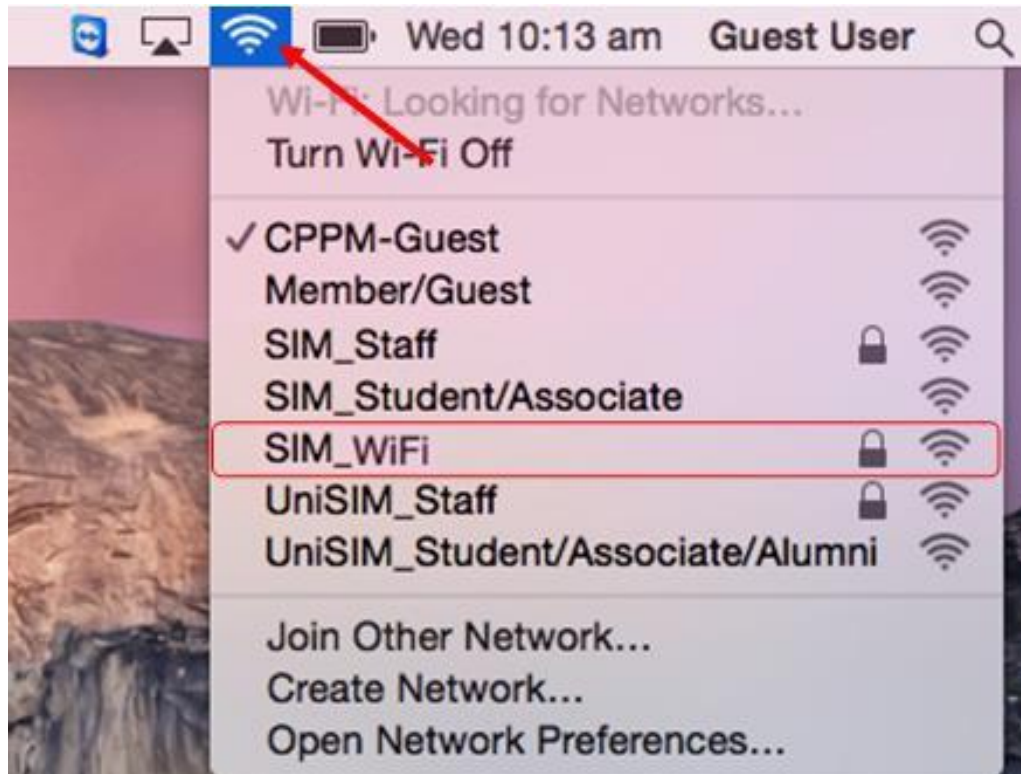 Wed 10:13 am Guest User
Wi-Fi: Looking for Networks...
Turn Wi-Fi Off
CPPM-Guest
Member/Guest
SIM_Staff
SIM_Student/Associate
SIM_WiFi
UniSIM_Staff
UniSIM_Student/Associate/Alumni
Join Other Network...
Create Network...
Open Network Preferences...